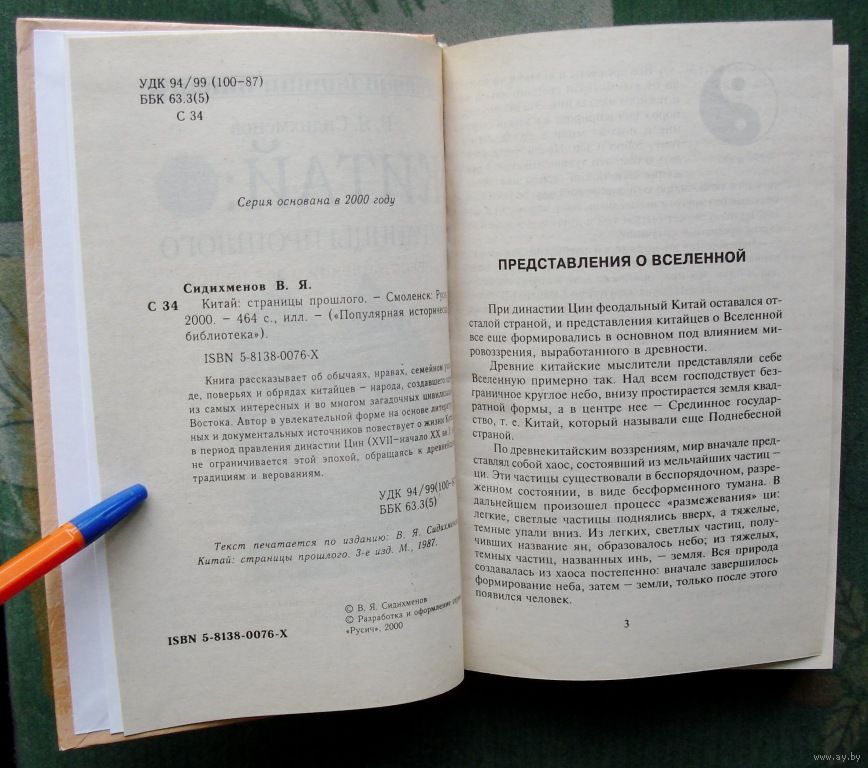 УДК 94/99 (100-87)
ББК 63.3(5)
С 34
Серия основана в 2000 году
Сидихменов В. Я.
С 34
Китай: страницы прошлого. — Смоленск:
2000. — 464 с., илл. — («Популярная
библиотека»).
ISBN 5-8138-0076-X
Книга рассказывает об обычаях, нравах, семейном
де, поверьях и обрядах китайцев — народа, создавшего
из самых интересных и во многом загадочных
Востока. Автор в увлекательной форме на основе
ных и документальных источников повествует о жизни
в период правления династии Цин (XVII—начало XX
не ограничивается этой эпохой, обращаясь к
традициям и верованиям.
УДК 94/99(100-8
ББК 63.3(5)
Текст печатается по изданию: В. Я.
Китай: страницы прошлого. 3-е изд. М., 1987.
© В. Я. Сидихменов
© Разработка и оформление
«Русич», 2000
ISBN 5-8138-0076-X
ПРЕДСТАВЛЕНИЯ О ВСЕЛЕННОЙ
При династии Цин феодальный Китай оставался от-
сталой страной, и представления китайцев о Вселенной
все еще формировались в основном под влиянием ми-
ровоззрения, выработанного в древности.
Древние китайские мыслители представляли себе
Вселенную примерно так. Над всем господствует без-
граничное круглое небо, внизу простирается земля квад-
ратной формы, а в центре нее — Срединное государ-
ство, т. е. Китай, который называли еще Поднебесной
страной.
По древнекитайским воззрениям, мир вначале пред-
ставлял собой хаос, состоявший из мельчайших частиц —
ци. Эти частицы существовали в беспорядочном, разре-
женном состоянии, в виде бесформенного тумана. В
дальнейшем произошел процесс «размежевания» ци:
легкие, светлые частицы поднялись вверх, а тяжелые,
темные упали вниз. Из легких, светлых частиц, полу-
чивших название ян, образовалось небо; из тяжелых,
темных частиц, названных инь, — земля. Вся природа
создавалась из хаоса постепенно: вначале завершилось
формирование неба, затем — земли, только после этого
появился человек.
3
www.ay.by